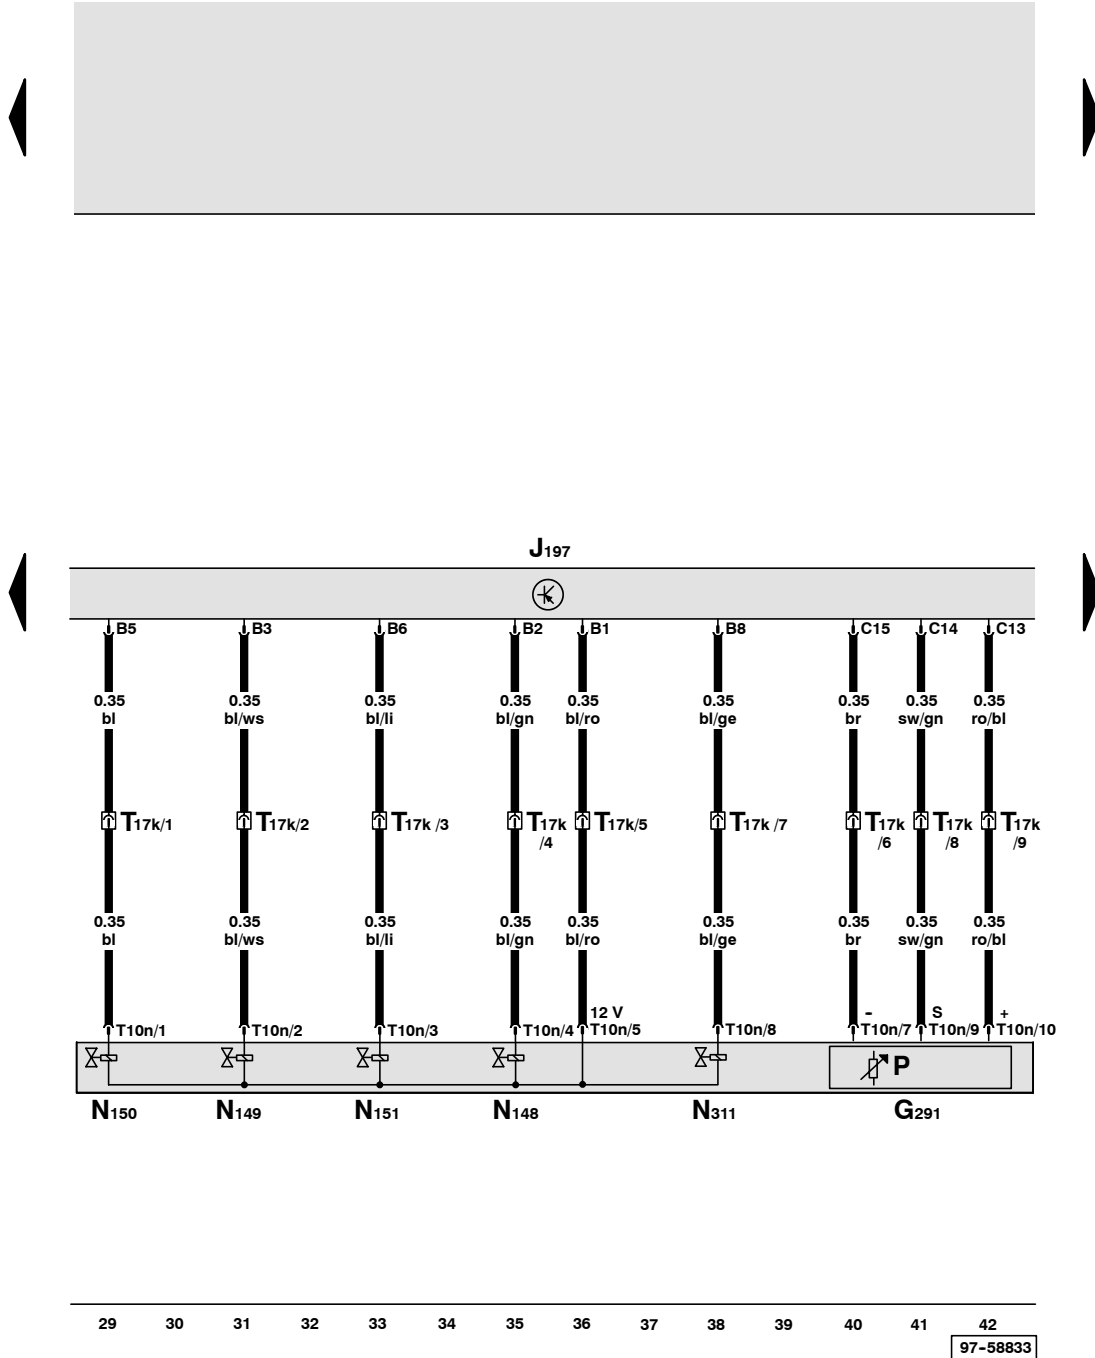 J197
B5 B3 B6 B2 B1 B8 C15 C14 C13
0.35 0.35 0.35 0.35 0.35 0.35 0.35 0.35 0.35
bl bl/ws bl/li bl/gn bl/ro bl/ge br sw/gn ro/bl
T17k/1 T17k/2 T17k /3 T17k T17k/5 T17k /7 T17k T17k T17k
/4 /6 /8 /9
0.35 0.35 0.35 0.35 0.35 0.35 0.35 0.35 0.35
bl bl/ws bl/li bl/gn bl/ro bl/ge br sw/gn ro/bl
12 V - S +
T10n/1 T10n/2 T10n/3 T10n/4 T10n/5 T10n/8 T10n/7 T10n/9 T10n/10
P
N150 N149 N151 N148 N311 G291
29 30 31 32 33 34 35 36 37 38 39 40 41 42
97-58833